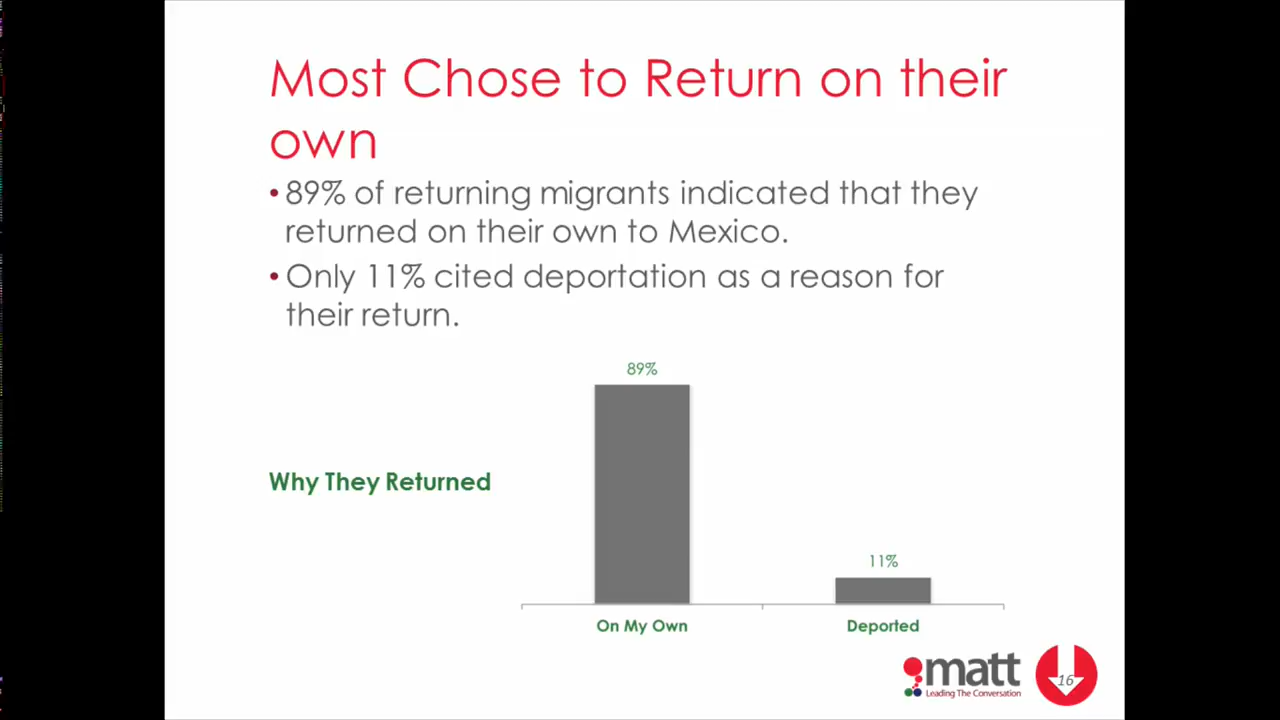 Most Chose to Return on their
own
•89% of returning migrants indicated that they
returned on their own to Mexico.
•Only 11% cited deportation as a reason for
their return.
89%
Why They Returned
11%
On My Own
Deported
matt
Leading The Conversation
16